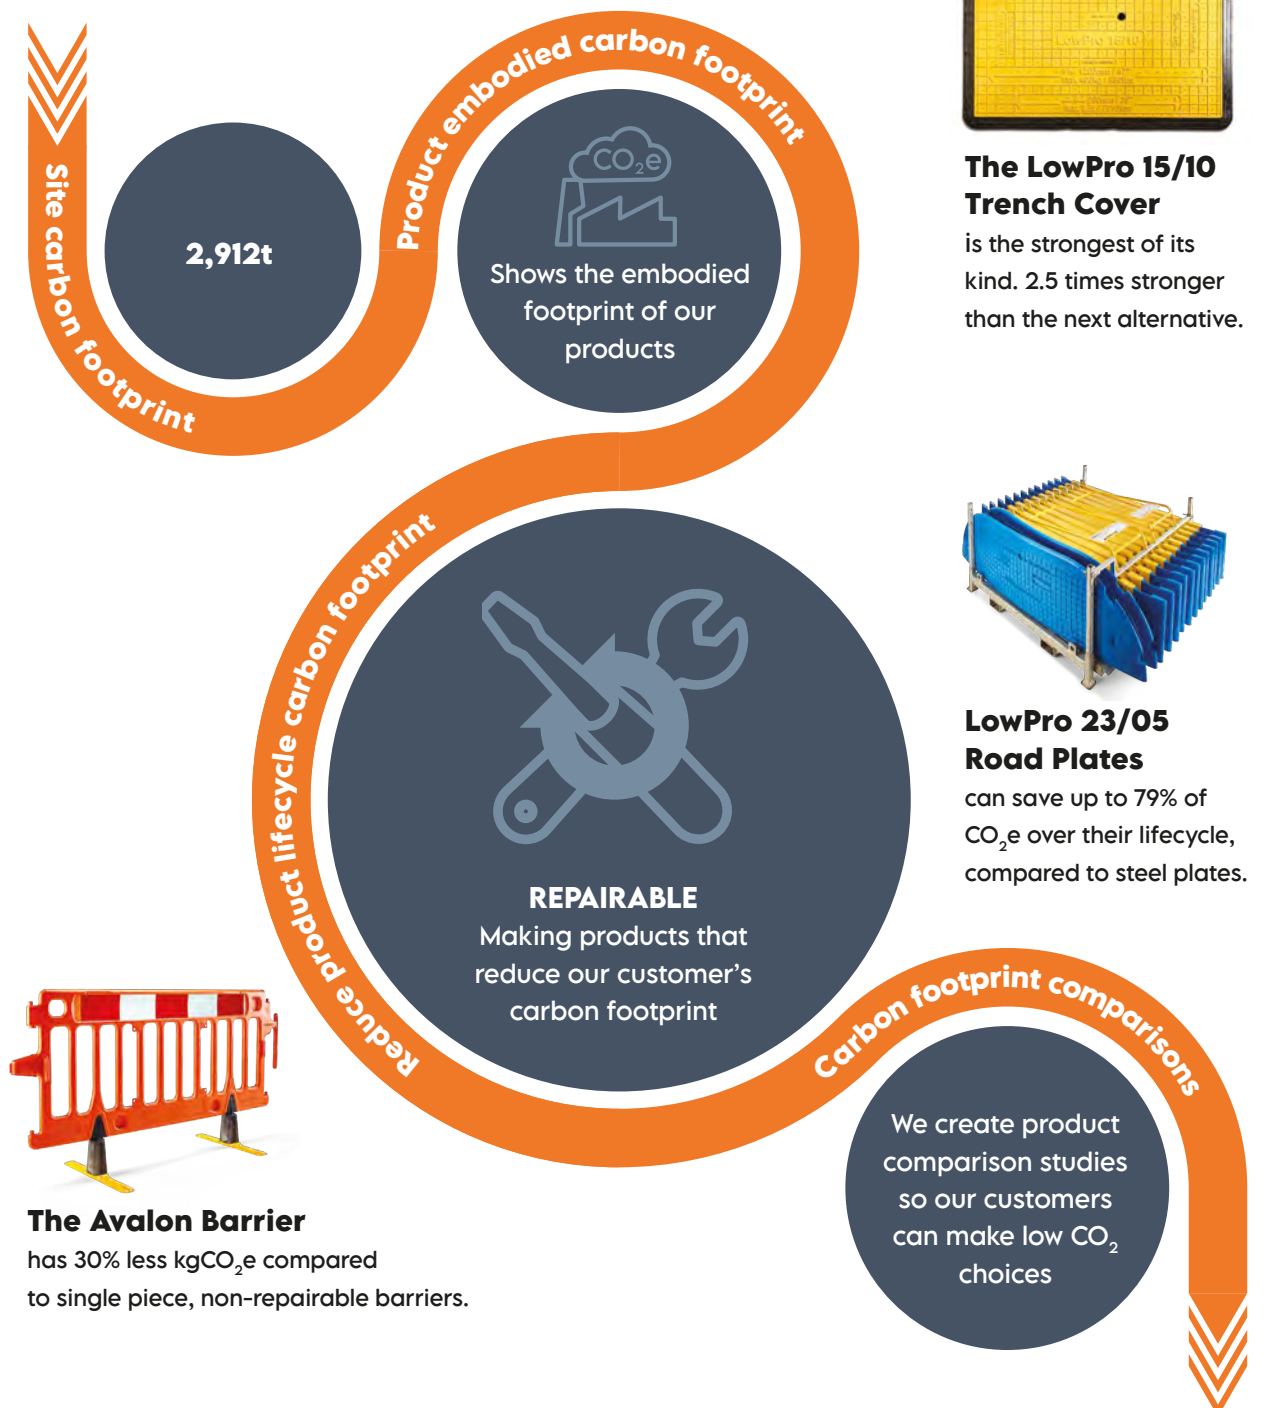 Site carbon footprint
2,912t
Product embodied carbon footprint
CO₂e
Shows the embodied
footprint of our
products
LowPro 15/10
The LowPro 15/10
Trench Cover
is the strongest of its
kind. 2.5 times stronger
than the next alternative.
Reduce product lifecycle carbon footprint
REPAIRABLE
Making products that
reduce our customer’s
carbon footprint
LowPro 23/05
Road Plates
can save up to 79% of
CO₂e over their lifecycle,
compared to steel plates.
Carbon footprint comparisons
We create product
comparison studies
so our customers
can make low CO₂
choices
The Avalon Barrier
has 30% less kgCO₂e compared
to single piece, non-repairable barriers.